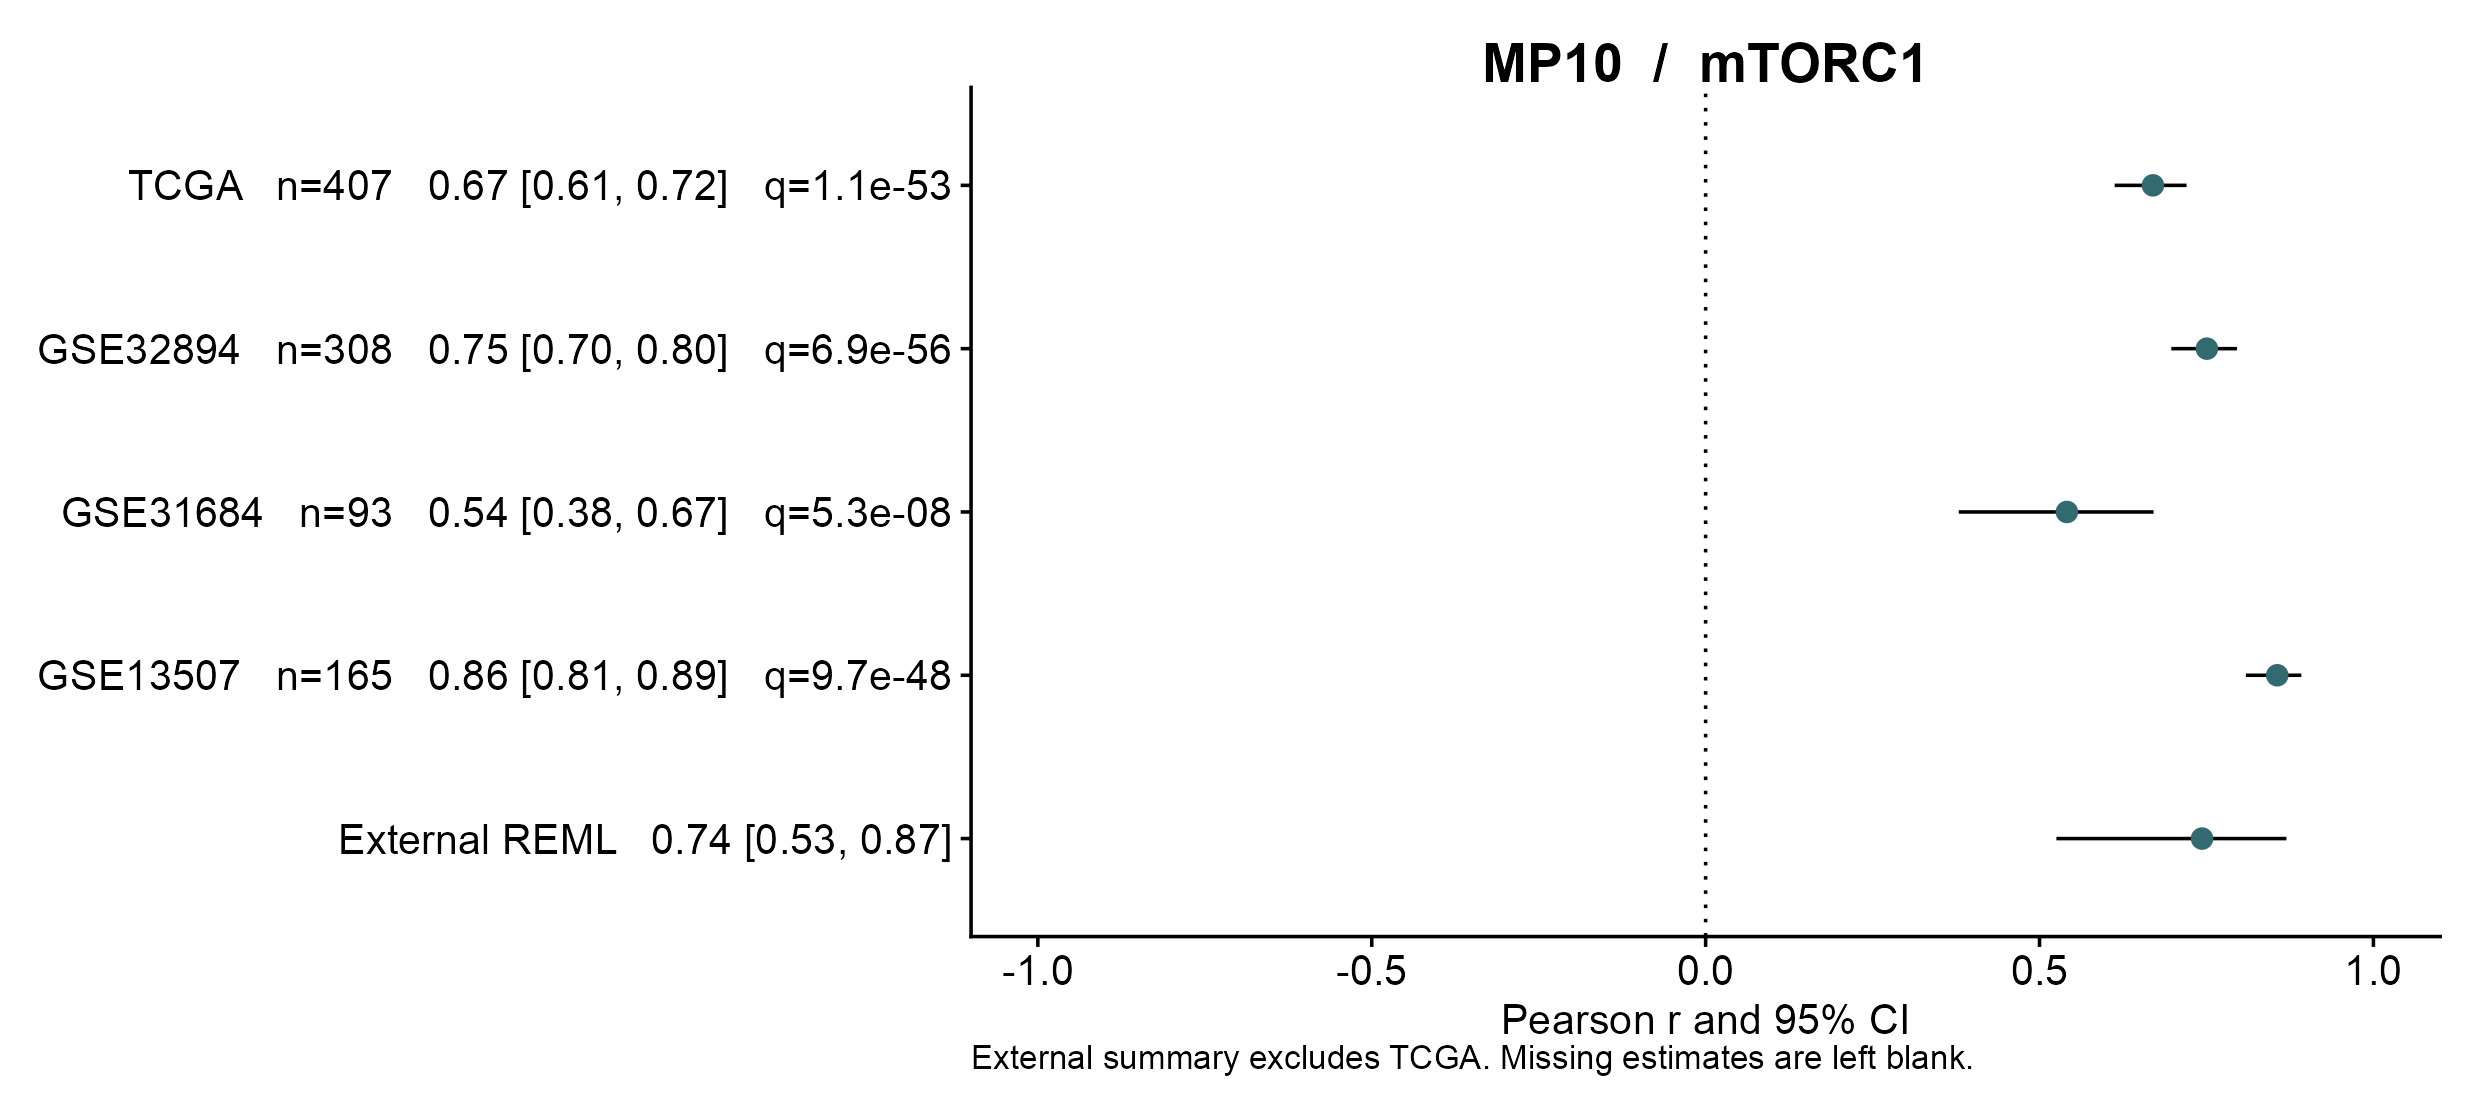 MP10 / mTORC1
TCGA n=407 0.67 [0.61, 0.72] q=1.1e-53
GSE32894 n=308 0.75 [0.70, 0.80] q=6.9e-56
GSE31684 n=93 0.54 [0.38, 0.67] q=5.3e-08
GSE13507 n=165 0.86 [0.81, 0.89] q=9.7e-48
External REML 0.74 [0.53, 0.87]
-1.0 -0.5 0.0 0.5 1.0
Pearson r and 95% CI
External summary excludes TCGA. Missing estimates are left blank.